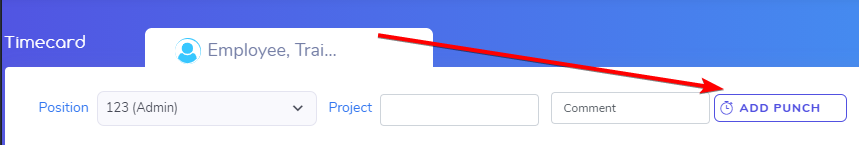 Timecard
Employee, Trai...
Position 123 (Admin) Project Comment ADD PUNCH